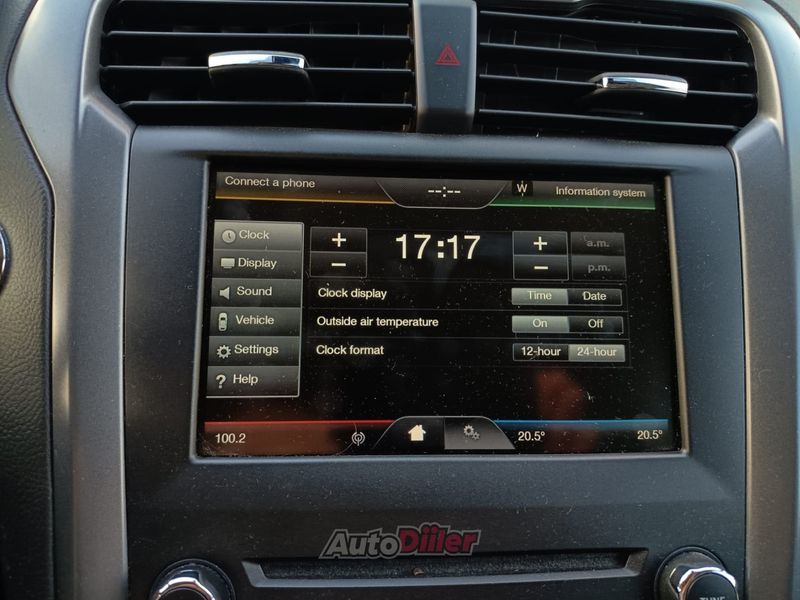 Connect a phone --:-- W Information system
Clock + 17:17 + a.m.
− − p.m.
Display
Sound Clock display Time Date
Vehicle Outside air temperature On Off
Settings Clock format 12-hour 24-hour
? Help
100.2 20.5° 20.5°
AutoDiiler
TUNE